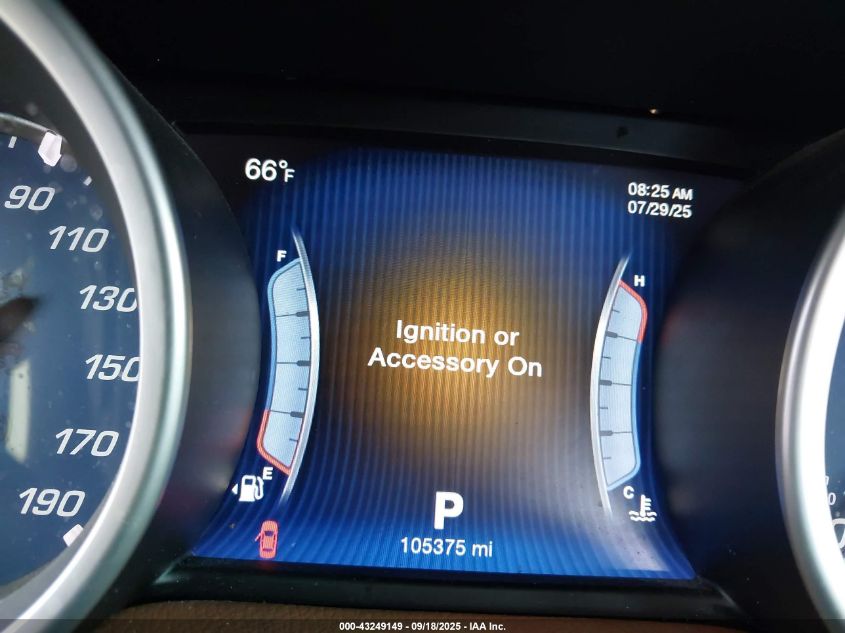 66°F
08:25 AM
07/29/25
90
110
130
150
170
190
F
E
H
C
Ignition or
Accessory On
P
105375 mi
000-43249149 - 09/18/2025 - IAA Inc.